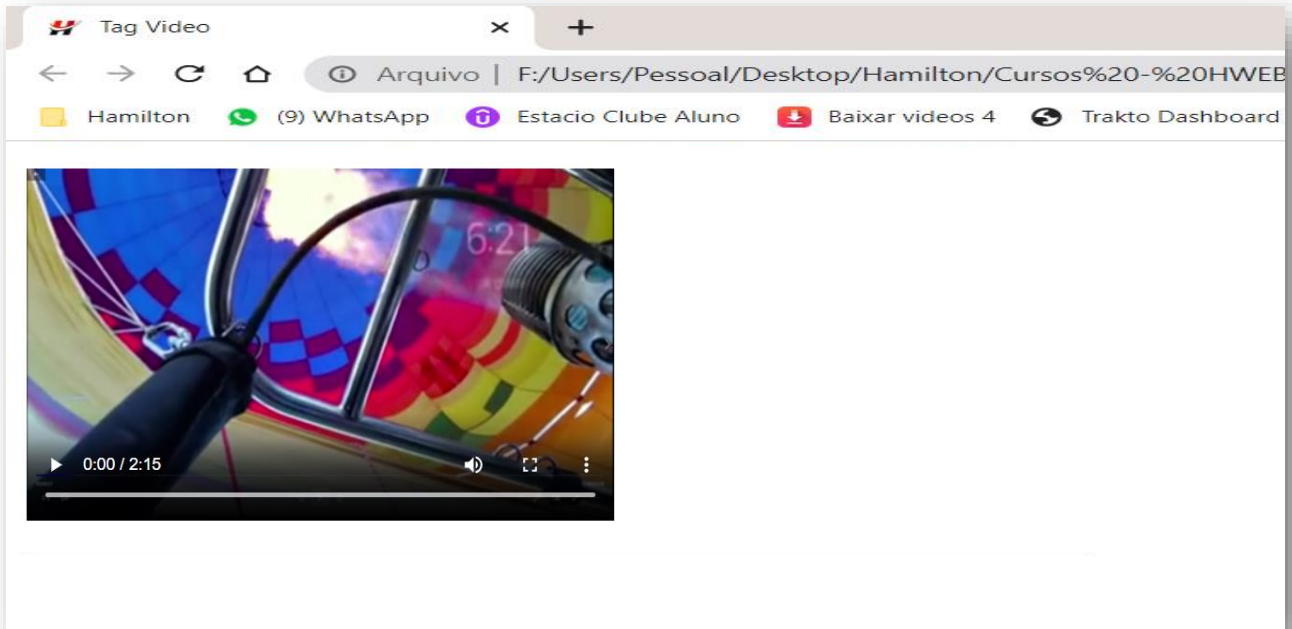 Tag Video
Arquivo | F:/Users/Pessoal/Desktop/Hamilton/Cursos%20-%20HWEB
Hamilton (9) WhatsApp Estacio Clube Aluno Baixar videos 4 Trakto Dashboard
6:21
0:00 / 2:15